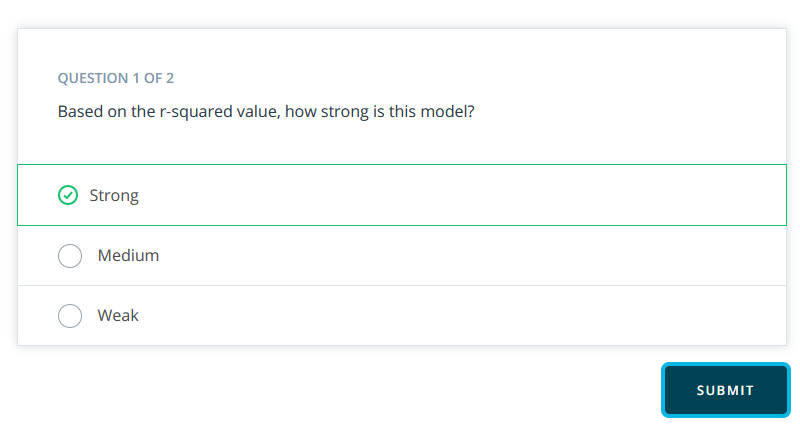 QUESTION 1 OF 2
Based on the r-squared value, how strong is this model?
Strong
Medium
Weak
SUBMIT